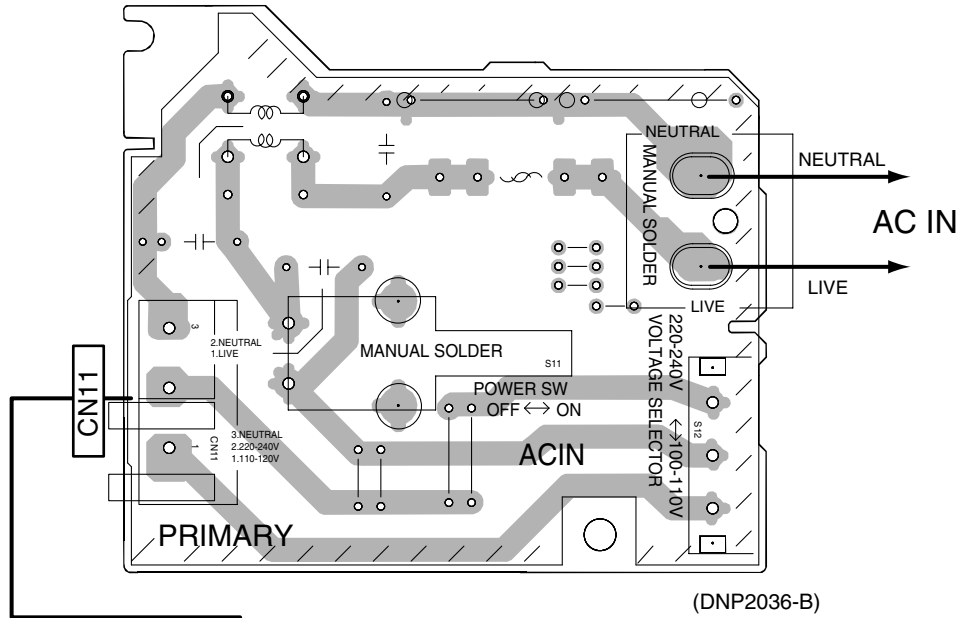 NEUTRAL
NEUTRAL
MANUAL SOLDER
AC IN
LIVE
LIVE
3
2.NEUTRAL
1.LIVE
MANUAL SOLDER
S11
220-240V ↔ 100-110V
VOLTAGE SELECTOR
S12
POWER SW
OFF ↔ ON
CN11
1
CN11
3.NEUTRAL
2.220-240V
1.110-120V
ACIN
PRIMARY
(DNP2036-B)